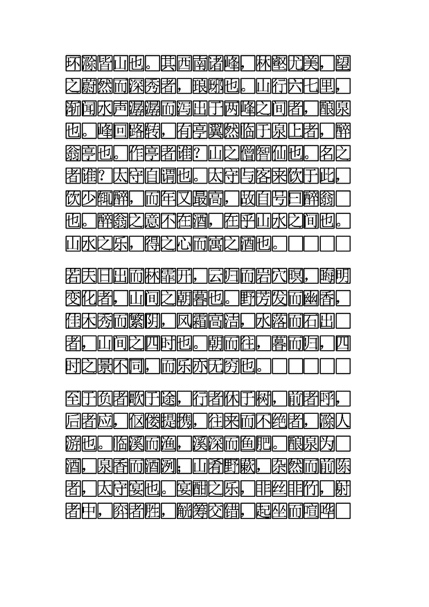 环滁皆山也。其西南诸峰，林壑尤美，望
之蔚然而深秀者，琅琊也。山行六七里，
渐闻水声潺潺而泻出于两峰之间者，酿泉
也。峰回路转，有亭翼然临于泉上者，醉
翁亭也。作亭者谁？山之僧智仙也。名之
者谁？太守自谓也。太守与客来饮于此，
饮少辄醉，而年又最高，故自号曰醉翁
也。醉翁之意不在酒，在乎山水之间也。
山水之乐，得之心而寓之酒也。
若夫日出而林霏开，云归而岩穴暝，晦明
变化者，山间之朝暮也。野芳发而幽香，
佳木秀而繁阴，风霜高洁，水落而石出
者，山间之四时也。朝而往，暮而归，四
时之景不同，而乐亦无穷也。
至于负者歌于途，行者休于树，前者呼，
后者应，伛偻提携，往来而不绝者，滁人
游也。临溪而渔，溪深而鱼肥。酿泉为
酒，泉香而酒洌；山肴野蔌，杂然而前陈
者，太守宴也。宴酣之乐，非丝非竹，射
者中，弈者胜，觥筹交错，起坐而喧哗